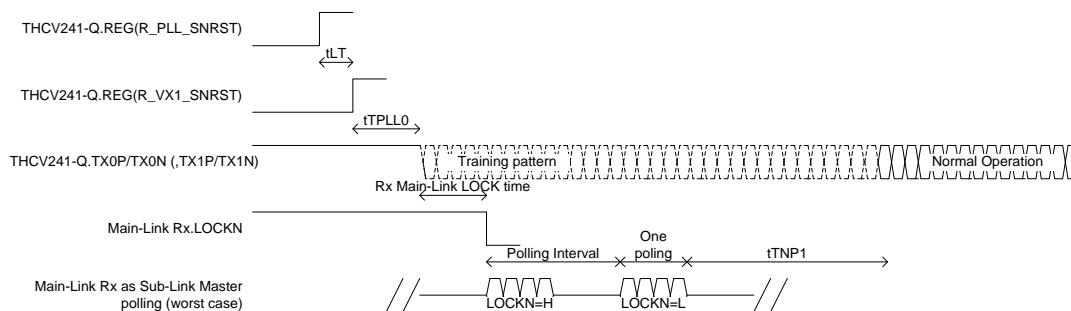 THCV241-Q.REG(R_PLL_SNRST)
tLT
THCV241-Q.REG(R_VX1_SNRST)
tTPLL0
THCV241-Q.TX0P/TX0N (,TX1P/TX1N)
Training pattern
Normal Operation
Rx Main-Link LOCK time
Main-Link Rx.LOCKN
Polling Interval
One
poling
tTNP1
Main-Link Rx as Sub-Link Master
polling (worst case)
LOCKN=H
LOCKN=L